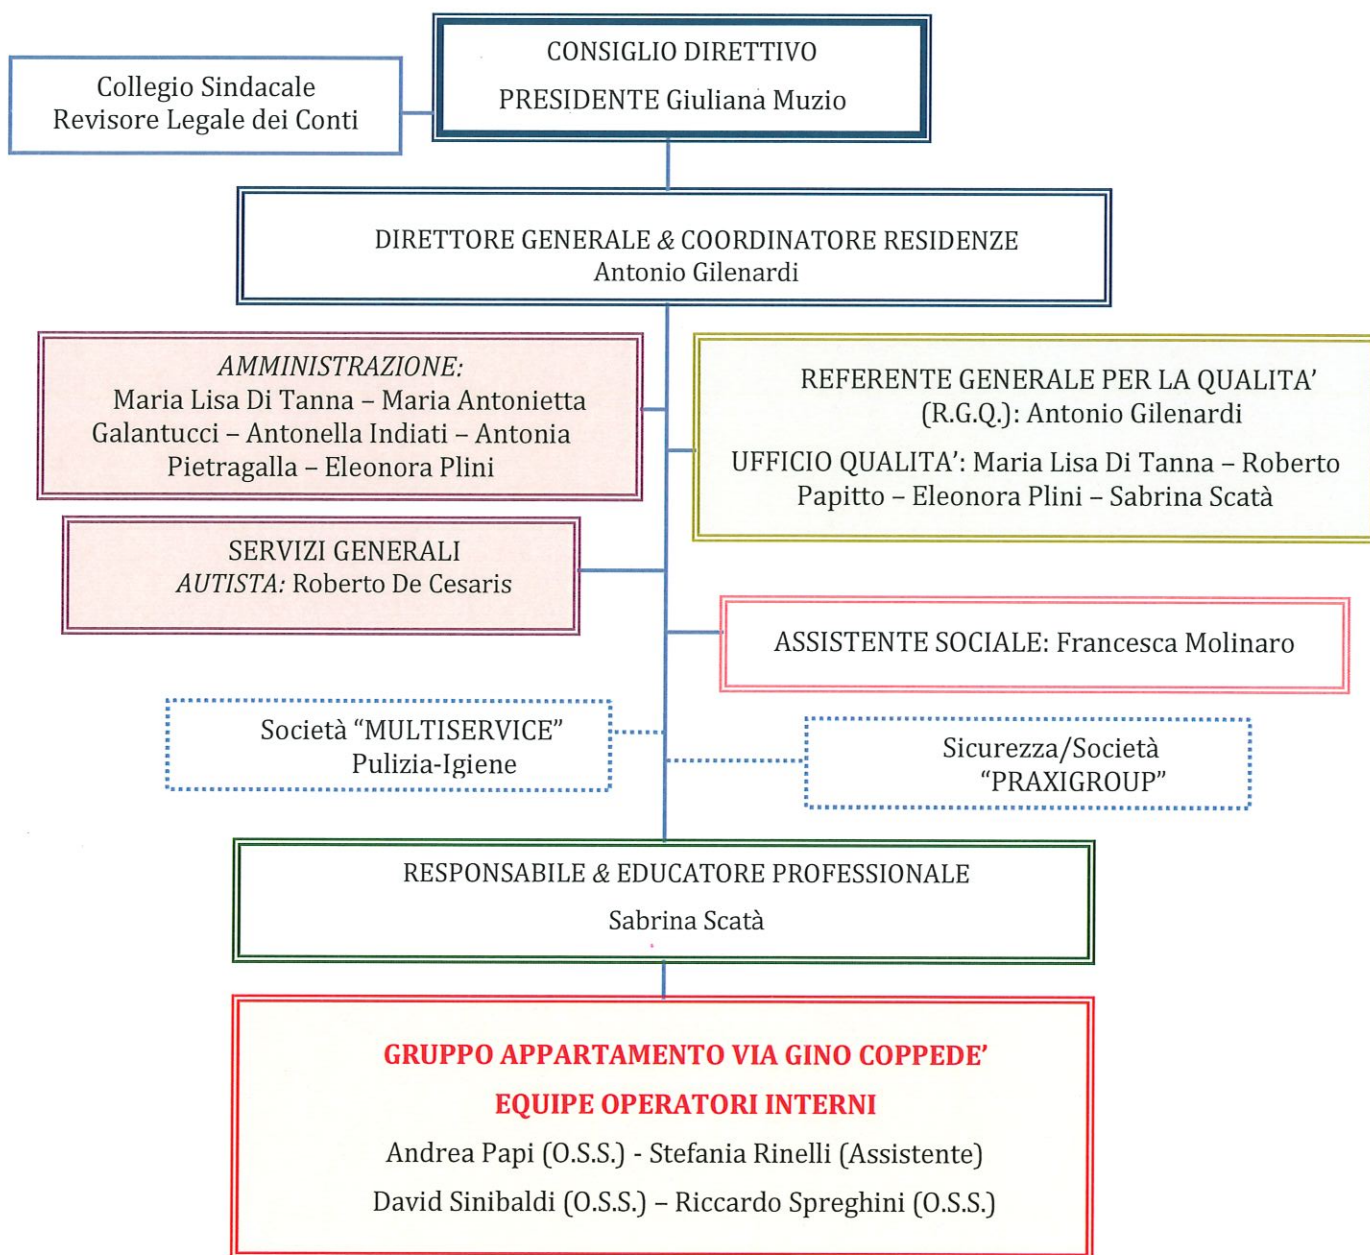 CONSIGLIO DIRETTIVO
PRESIDENTE Giuliana Muzio
Collegio Sindacale
Revisore Legale dei Conti
DIRETTORE GENERALE & COORDINATORE RESIDENZE
Antonio Gilenardi
AMMINISTRAZIONE:
Maria Lisa Di Tanna – Maria Antonietta
Galantucci – Antonella Indiati – Antonia
Pietragalla – Eleonora Plini
REFERENTE GENERALE PER LA QUALITA’
(R.G.Q.): Antonio Gilenardi
UFFICIO QUALITA’: Maria Lisa Di Tanna – Roberto
Papitto – Eleonora Plini – Sabrina Scatà
SERVIZI GENERALI
AUTISTA: Roberto De Cesaris
ASSISTENTE SOCIALE: Francesca Molinaro
Società “MULTISERVICE”
Pulizia-Igiene
Sicurezza/Società
“PRAXIGROUP”
RESPONSABILE & EDUCATORE PROFESSIONALE
Sabrina Scatà
GRUPPO APPARTAMENTO VIA GINO COPPEDE’
EQUIPE OPERATORI INTERNI
Andrea Papi (O.S.S.) - Stefania Rinelli (Assistente)
David Sinibaldi (O.S.S.) – Riccardo Spreghini (O.S.S.)